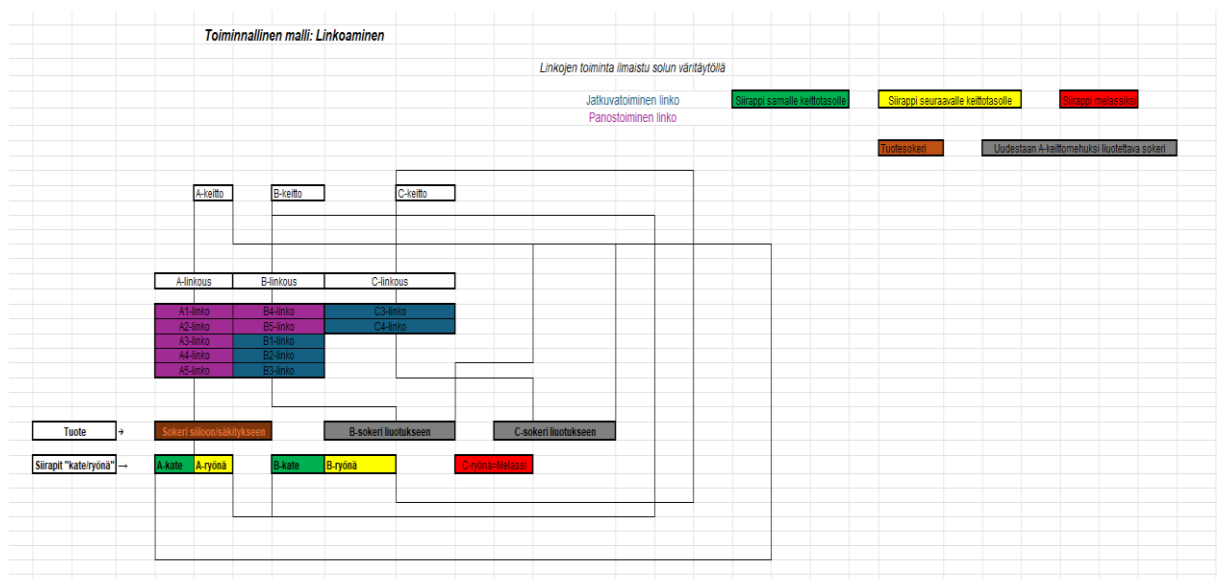 Toiminnallinen malli: Linkoaminen
Linkojen toiminta ilmaistu solun väritäytöllä
Jatkuvatoiminen linko
Siirappi samalle keittotasolle
Siirappi seuraavalle keittotasolle
Siirappi melassiksi
Panostoiminen linko
Tuotesokeri
Uudestaan A-keittomehuksi liuotettava sokeri
A-keitto
B-keitto
C-keitto
A-linkous
B-linkous
C-linkous
A1-linko
B4-linko
C3-linko
A2-linko
B5-linko
C4-linko
A3-linko
B1-linko
A4-linko
B2-linko
A5-linko
B3-linko
Tuote →
Sokeri siiloon/säkitykseen
B-sokeri liuotukseen
C-sokeri liuotukseen
Siirapit "kate/ryönä" →
A-kate
A-ryönä
B-kate
B-ryönä
C-ryönä=Melassi